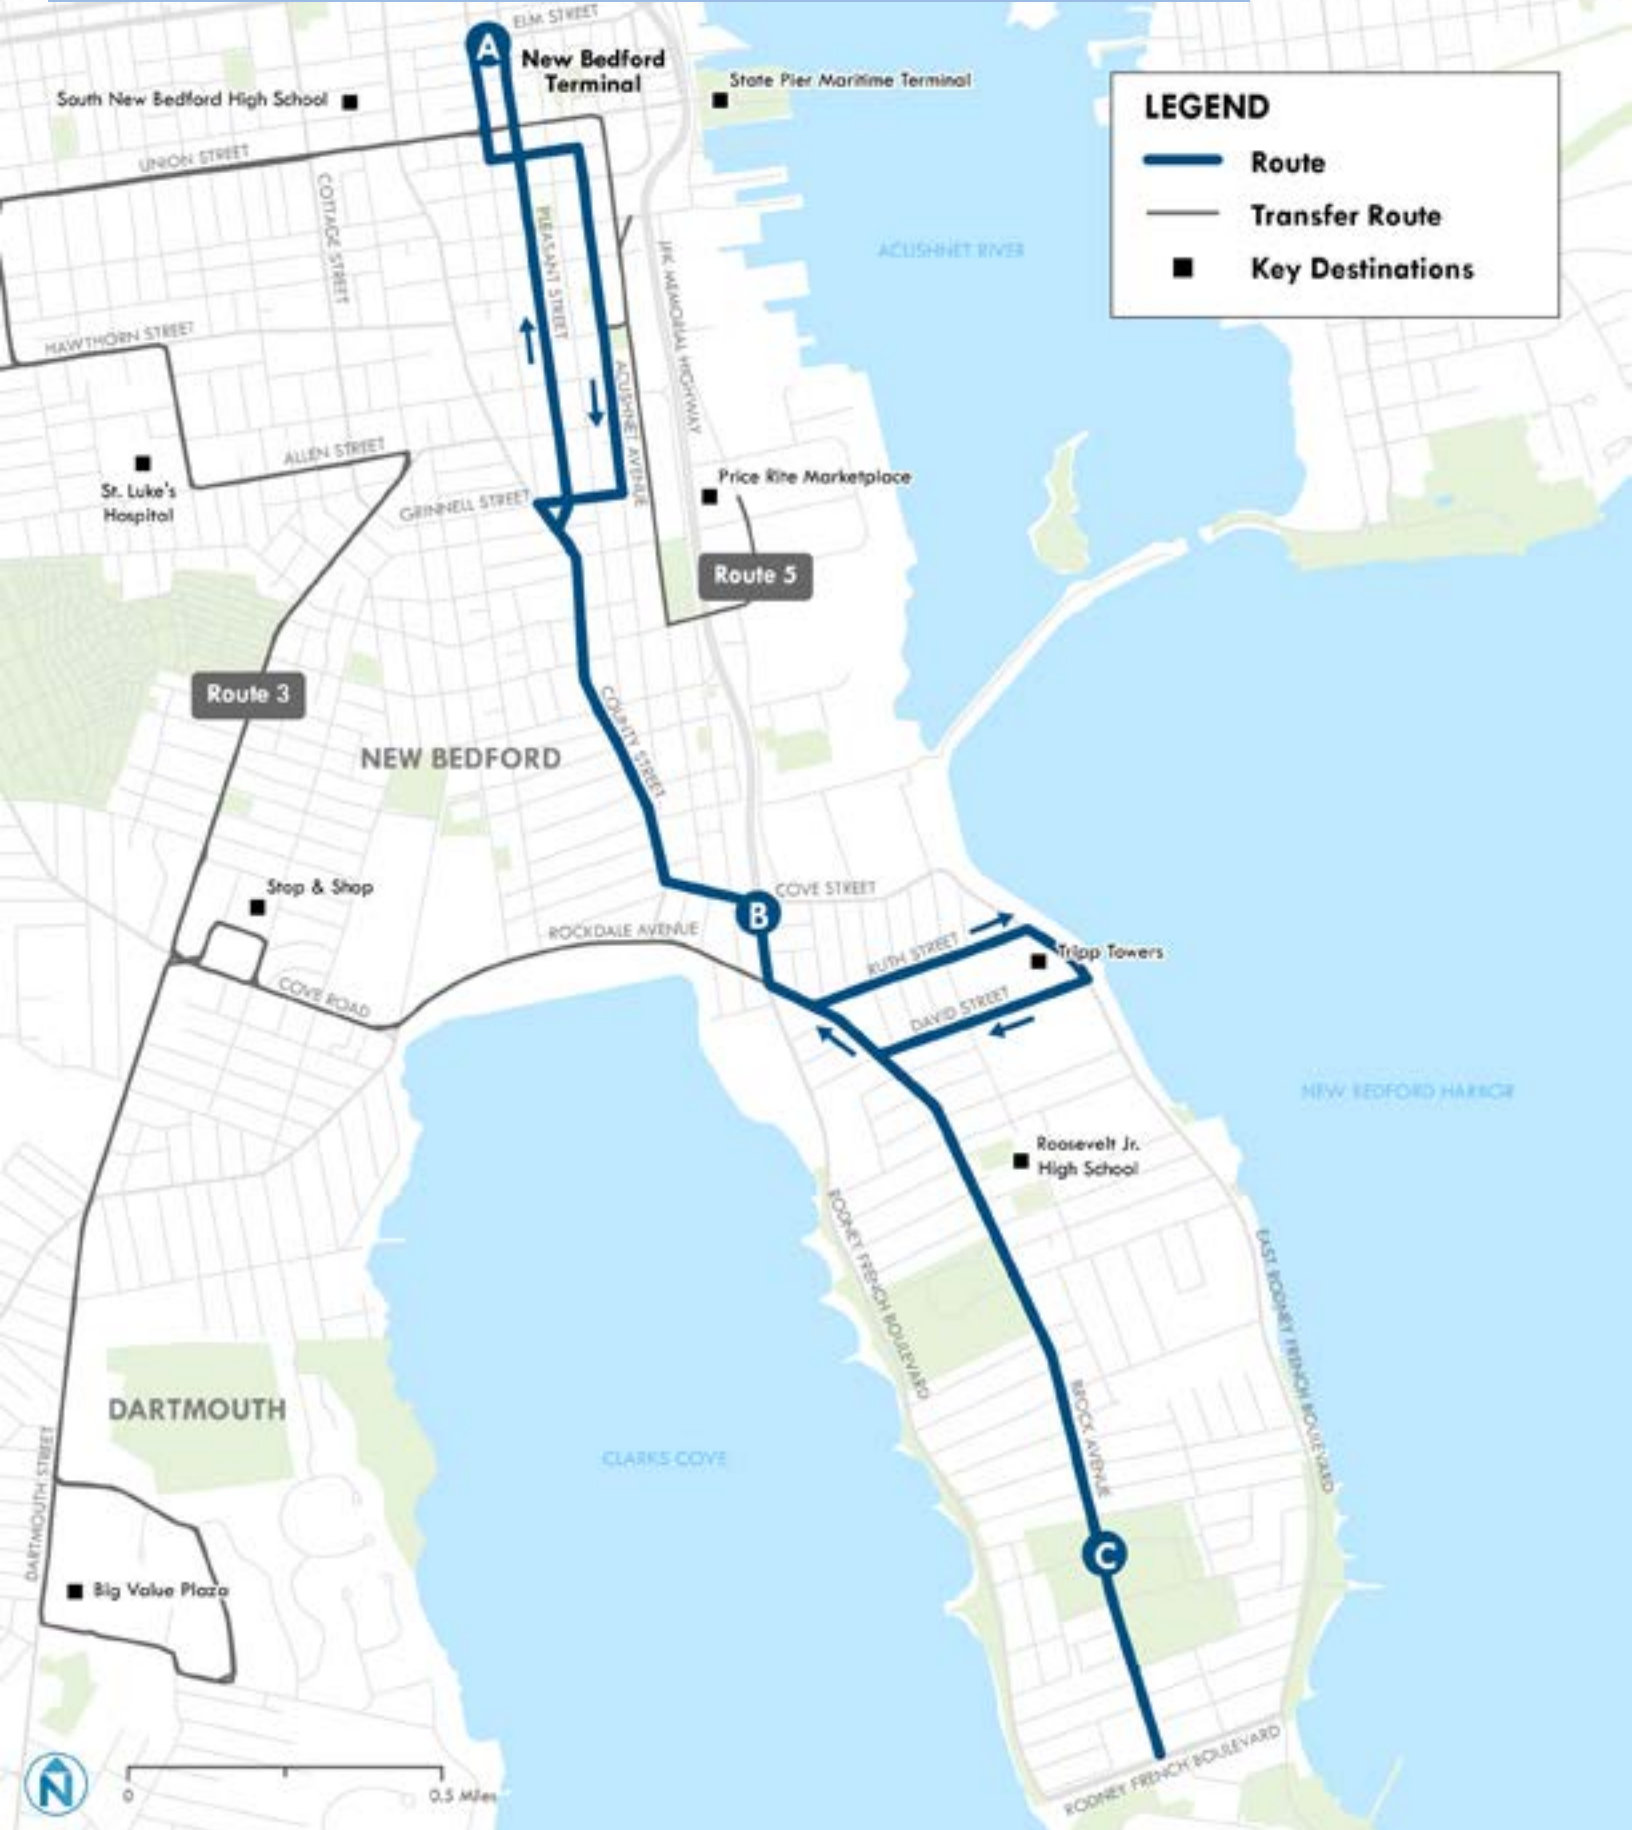 ELM STREET
A
New Bedford
Terminal
State Pier Maritime Terminal
South New Bedford High School
LEGEND
Route
Transfer Route
Key Destinations
UNION STREET
COTTAGE STREET
PLEASANT STREET
JFK MEMORIAL HIGHWAY
ACUSHNET RIVER
HAWTHORN STREET
ACUSHNET AVENUE
ALLEN STREET
St. Luke's
Hospital
GRINNELL STREET
Price Rite Marketplace
Route 5
Route 3
COUNTY STREET
NEW BEDFORD
Stop & Shop
COVE STREET
B
ROCKDALE AVENUE
RUTH STREET
Tripp Towers
COVE ROAD
DAVID STREET
NEW BEDFORD HARBOR
Roosevelt Jr.
High School
RODNEY FRENCH BOULEVARD
EAST RODNEY FRENCH BOULEVARD
DARTMOUTH
BROCK AVENUE
CLARKS COVE
DARTMOUTH STREET
C
Big Value Plaza
RODNEY FRENCH BOULEVARD
N
0
0.5 Miles